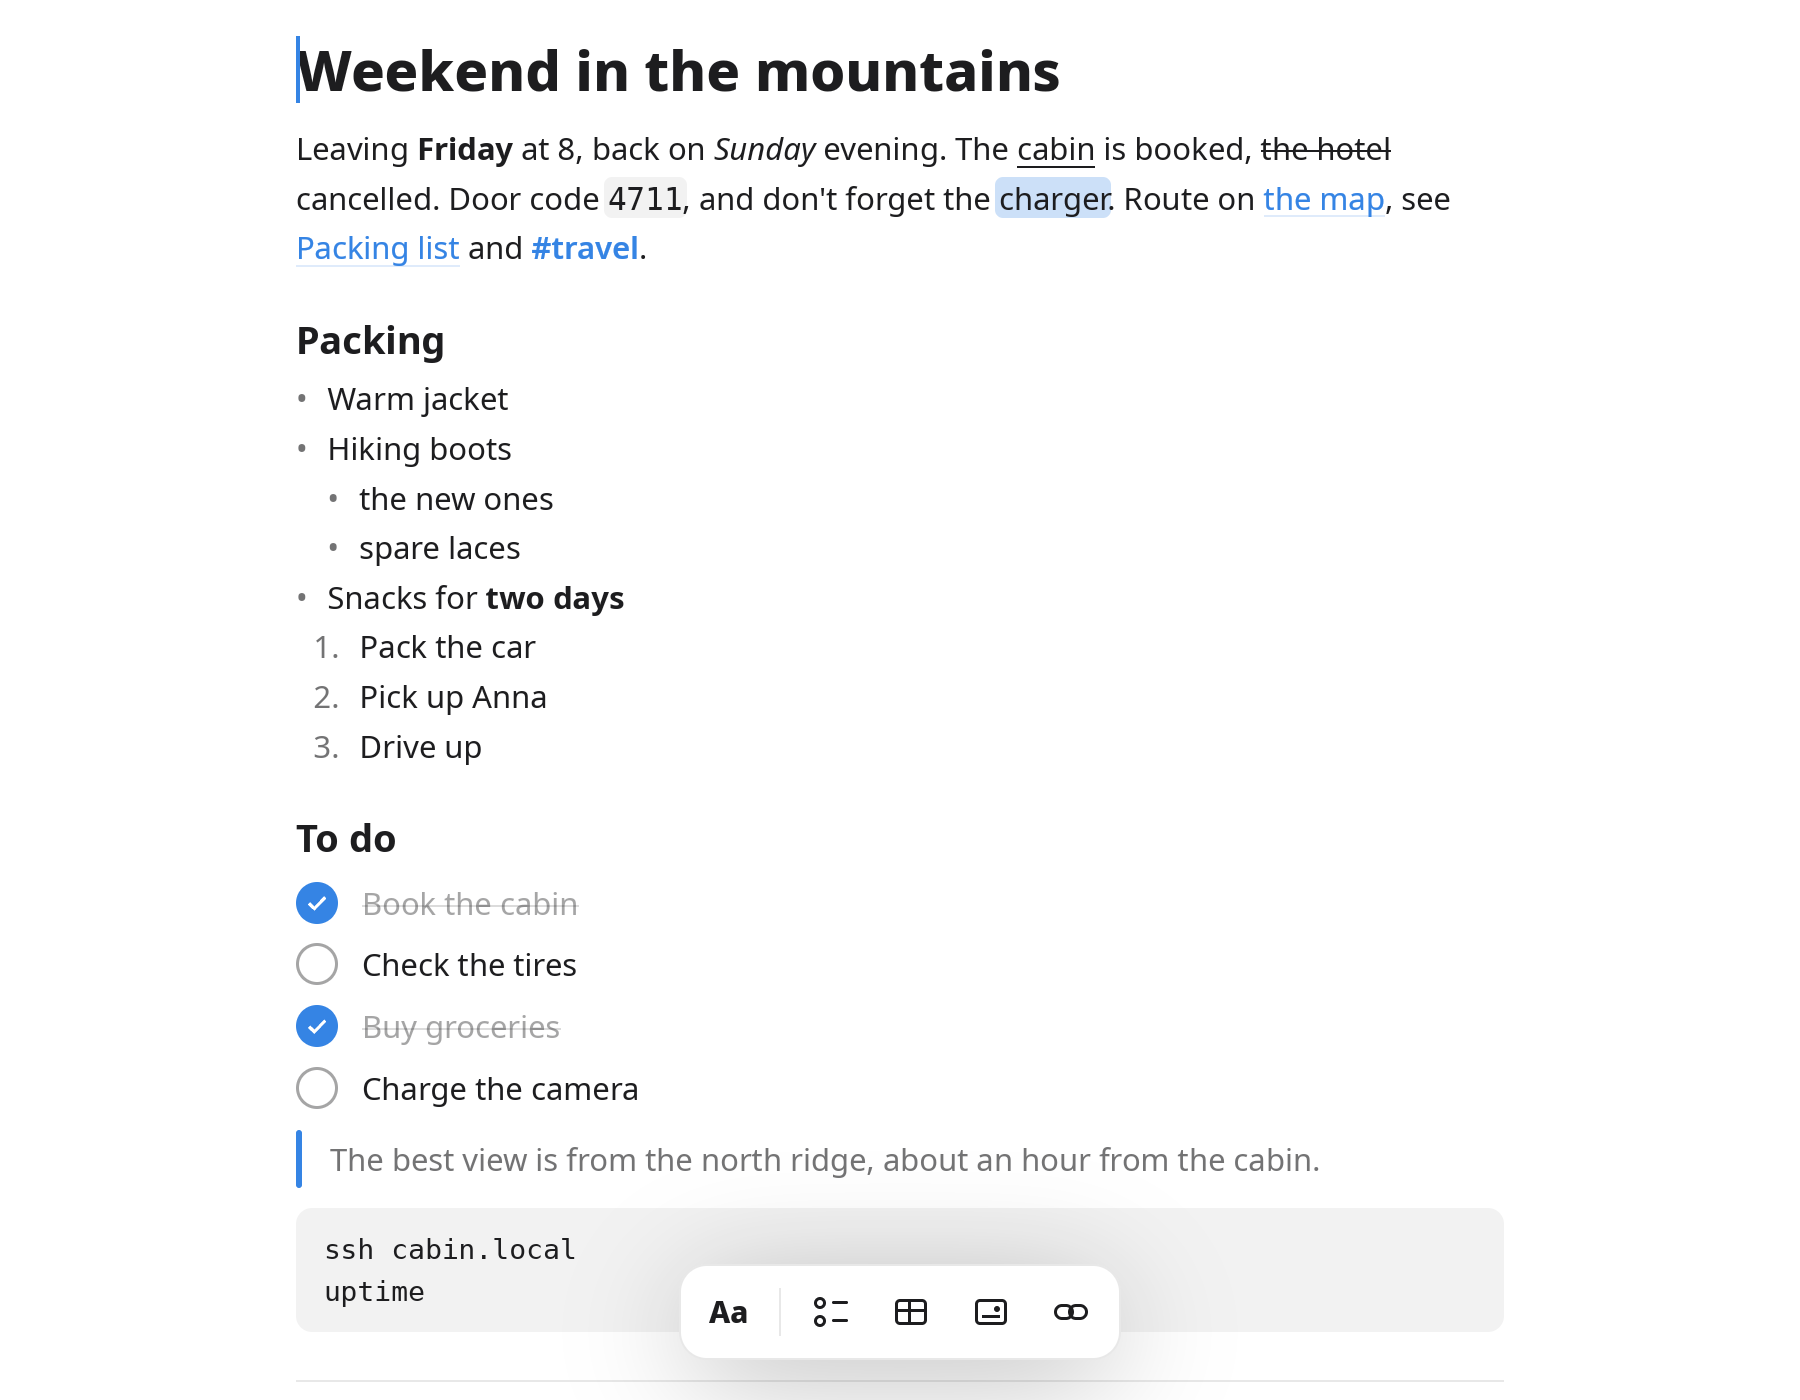 Weekend in the mountains
Leaving Friday at 8, back on Sunday evening. The cabin is booked, the hotel
cancelled. Door code 4711, and don't forget the charger. Route on the map, see
Packing list and #travel.
Packing
• Warm jacket
• Hiking boots
• the new ones
• spare laces
• Snacks for two days
1. Pack the car
2. Pick up Anna
3. Drive up
To do
Book the cabin
Check the tires
Buy groceries
Charge the camera
The best view is from the north ridge, about an hour from the cabin.
ssh cabin.local
uptime
Aa